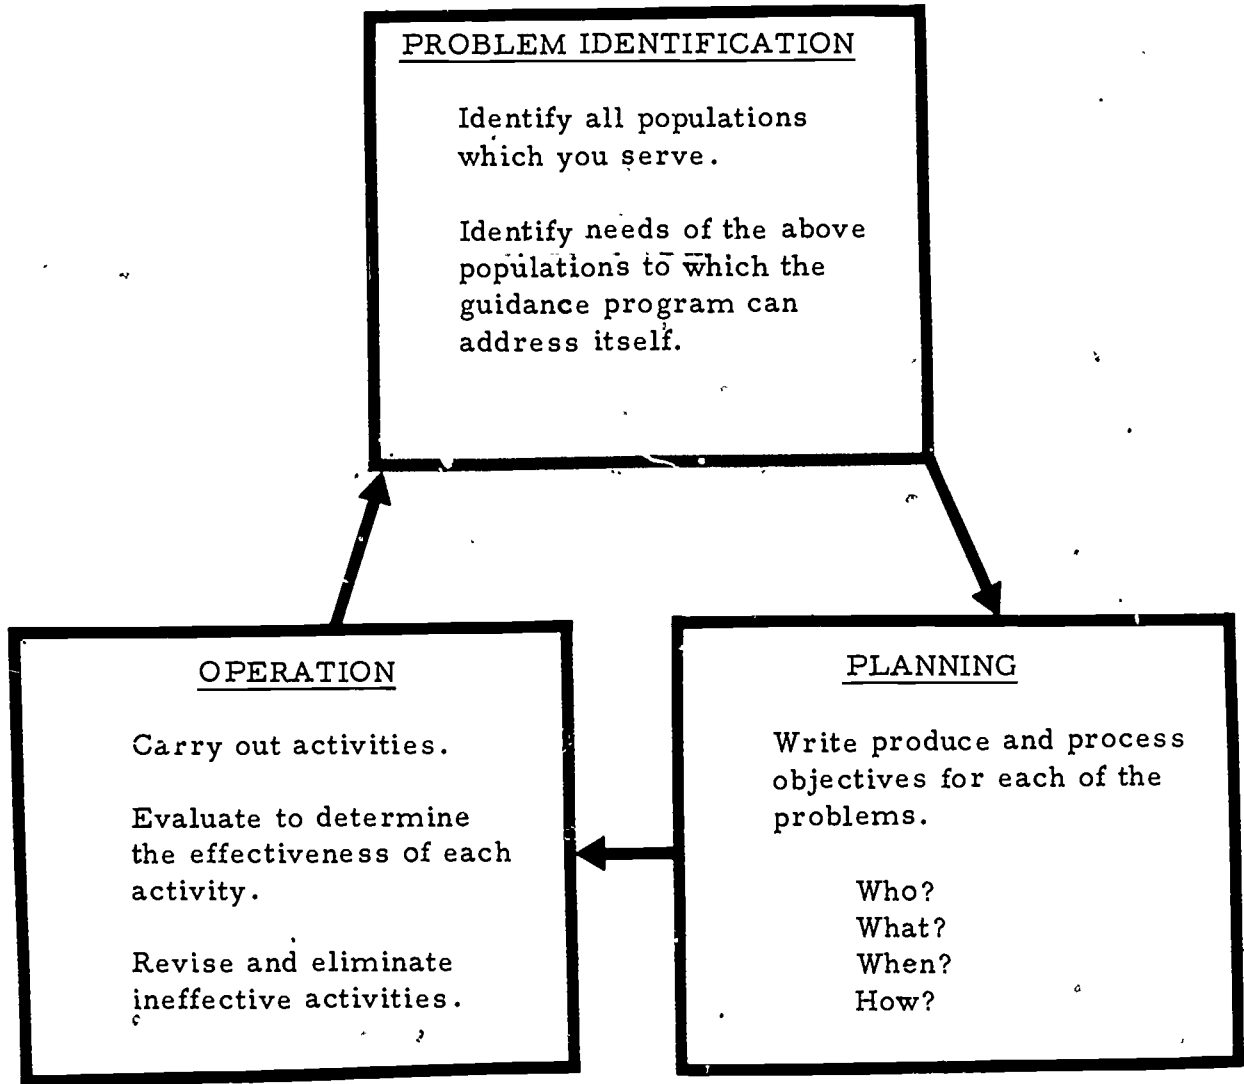 PROBLEM IDENTIFICATION
Identify all populations
which you serve.
Identify needs of the above
populations to which the
guidance program can
address itself.
OPERATION
Carry out activities.
Evaluate to determine
the effectiveness of each
activity.
Revise and eliminate
ineffective activities.
PLANNING
Write produce and process
objectives for each of the
problems.
Who?
What?
When?
How?